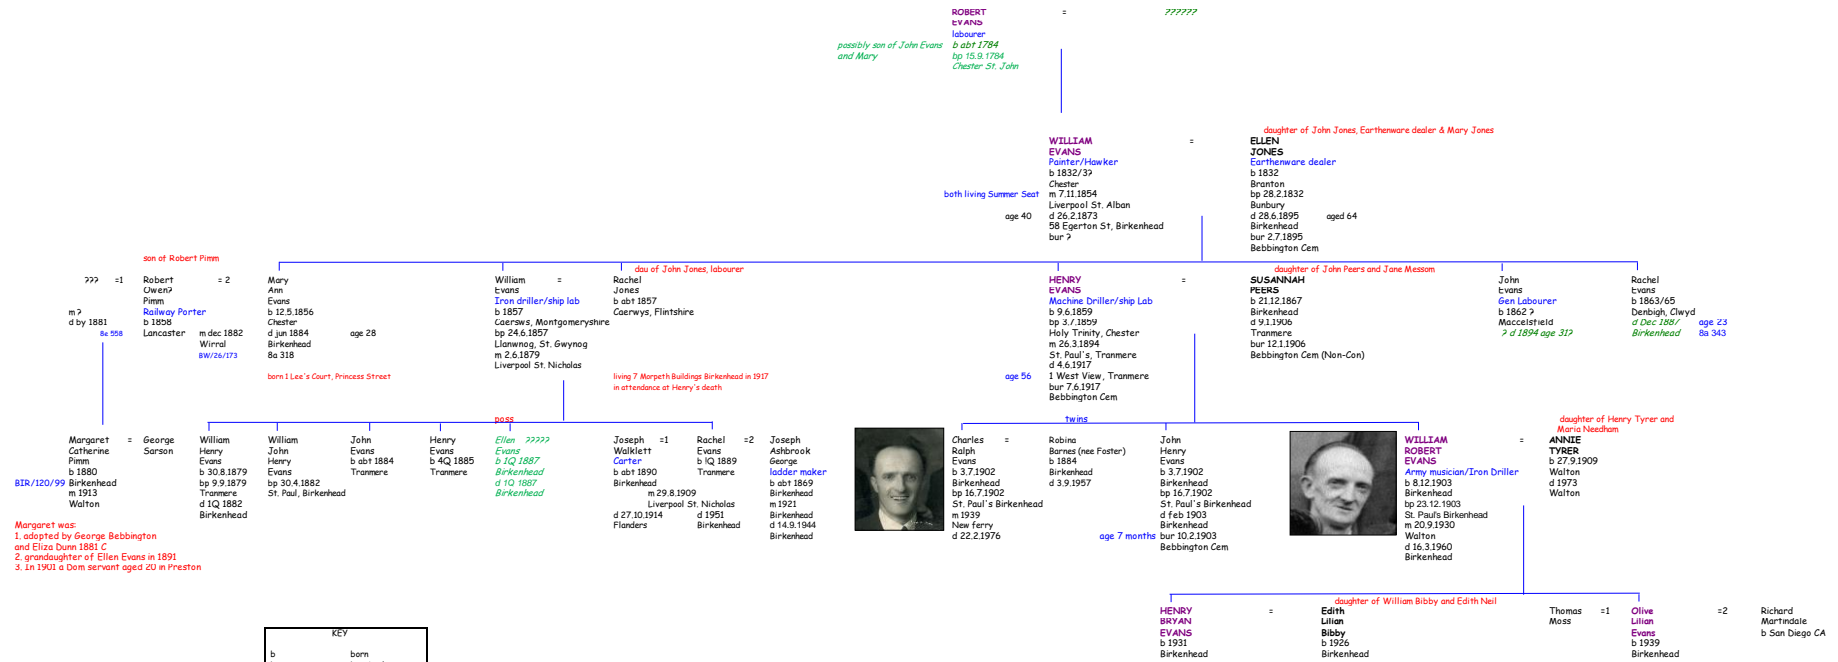 ROBERT = ??????
EVANS
labourer
possibly son of John Evans b abt 1784
and Mary bp 15.9.1784
Chester St. John
daughter of John Jones, Earthenware dealer & Mary Jones
WILLIAM = ELLEN
EVANS JONES
Painter/Hawker Earthenware dealer
b 1832/3? b 1832
Chester Branton
both living Summer Seat m 7.11.1854 bp 28.2.1832
Liverpool St. Alban Bunbury
age 40 d 26.2.1873 d 28.6.1895 aged 64
58 Egerton St, Birkenhead Birkenhead
bur ? bur 2.7.1895
Bebbington Cem
son of Robert Pimm
??? =1 Robert = 2
Owen?
Pimm
m ? Railway Porter
d by 1881 b 1858
8e 558 Lancaster m dec 1882
Wirral
BW/26/173
Mary
Ann
Evans
b 12.5.1856
Chester
d jun 1884 age 28
Birkenhead
8a 318
born 1 Lee's Court, Princess Street
William =
Evans
Iron driller/ship lab
b 1857
Caersws, Montgomeryshire
bp 24.6.1857
Llanwnog, St. Gwynog
m 2.6.1879
Liverpool St. Nicholas
dau of John Jones, labourer
Rachel
Jones
b abt 1857
Caerwys, Flintshire
living 7 Morpeth Buildings Birkenhead in 1917
in attendance at Henry's death
HENRY =
EVANS
Machine Driller/ship Lab
b 9.6.1859
bp 3.7.1859
Holy Trinity, Chester
m 26.3.1894
St. Paul's, Tranmere
d 4.6.1917
age 56 1 West View, Tranmere
bur 7.6.1917
Bebbington Cem
daughter of John Peers and Jane Messom
SUSANNAH
PEERS
b 21.12.1867
Birkenhead
d 9.1.1906
Tranmere
bur 12.1.1906
Bebbington Cem (Non-Con)
John
Evans
Gen Labourer
b 1862 ?
Maccelsfield
? d 1894 age 31?
Rachel
Evans
b 1863/65
Denbigh, Clwyd
d Dec 1887 age 23
Birkenhead 8a 343
Margaret = George
Catherine Sarson
Pimm
b 1880
BIR/120/99 Birkenhead
m 1913
Walton
Margaret was:
1. adopted by George Bebbington
and Eliza Dunn 1881 C
2. grandaughter of Ellen Evans in 1891
3. In 1901 a Dom servant aged 20 in Preston
William
Henry
Evans
b 30.8.1879
bp 9.9.1879
Tranmere
d 1Q 1882
Birkenhead
William
John
Henry
Evans
bp 30.4.1882
St. Paul, Birkenhead
John
Evans
b abt 1884
Tranmere
Henry
Evans
b 4Q 1885
Tranmere
poss
Ellen ?????
Evans
b 1Q 1887
Birkenhead
d 1Q 1887
Birkenhead
Joseph =1 Rachel =2 Joseph
Walklett Evans Ashbrook
Carter b !Q 1889 George
b abt 1890 Tranmere ladder maker
Birkenhead b abt 1869
m 29.8.1909 Birkenhead
Liverpool St. Nicholas m 1921
d 27.10.1914 d 1951 Birkenhead
Flanders Birkenhead d 14.9.1944
Birkenhead
twins
Charles =
Ralph
Evans
b 3.7.1902
Birkenhead
bp 16.7.1902
St. Paul's Birkenhead
m 1939
New ferry
d 22.2.1976
Robina
Barnes (nee Foster)
b 1884
Birkenhead
d 3.9.1957
John
Henry
Evans
b 3.7.1902
Birkenhead
bp 16.7.1902
St. Paul's Birkenhead
d feb 1903
Birkenhead
age 7 months bur 10.2.1903
Bebbington Cem
WILLIAM =
ROBERT
EVANS
Army musician/Iron Driller
b 8.12.1903
Birkenhead
bp 23.12.1903
St. Paul's Birkenhead
m 20.9.1930
Walton
d 16.3.1960
Birkenhead
daughter of Henry Tyrer and
Maria Needham
ANNIE
TYRER
b 27.9.1909
Walton
d 1973
Walton
daughter of William Bibby and Edith Neil
HENRY = Edith
BRYAN Lilian
EVANS Bibby
b 1931 b 1926
Birkenhead Birkenhead
Thomas =1 Olive =2 Richard
Moss Lilian Martindale
Evans b San Diego CA
b 1939
Birkenhead
KEY
b born